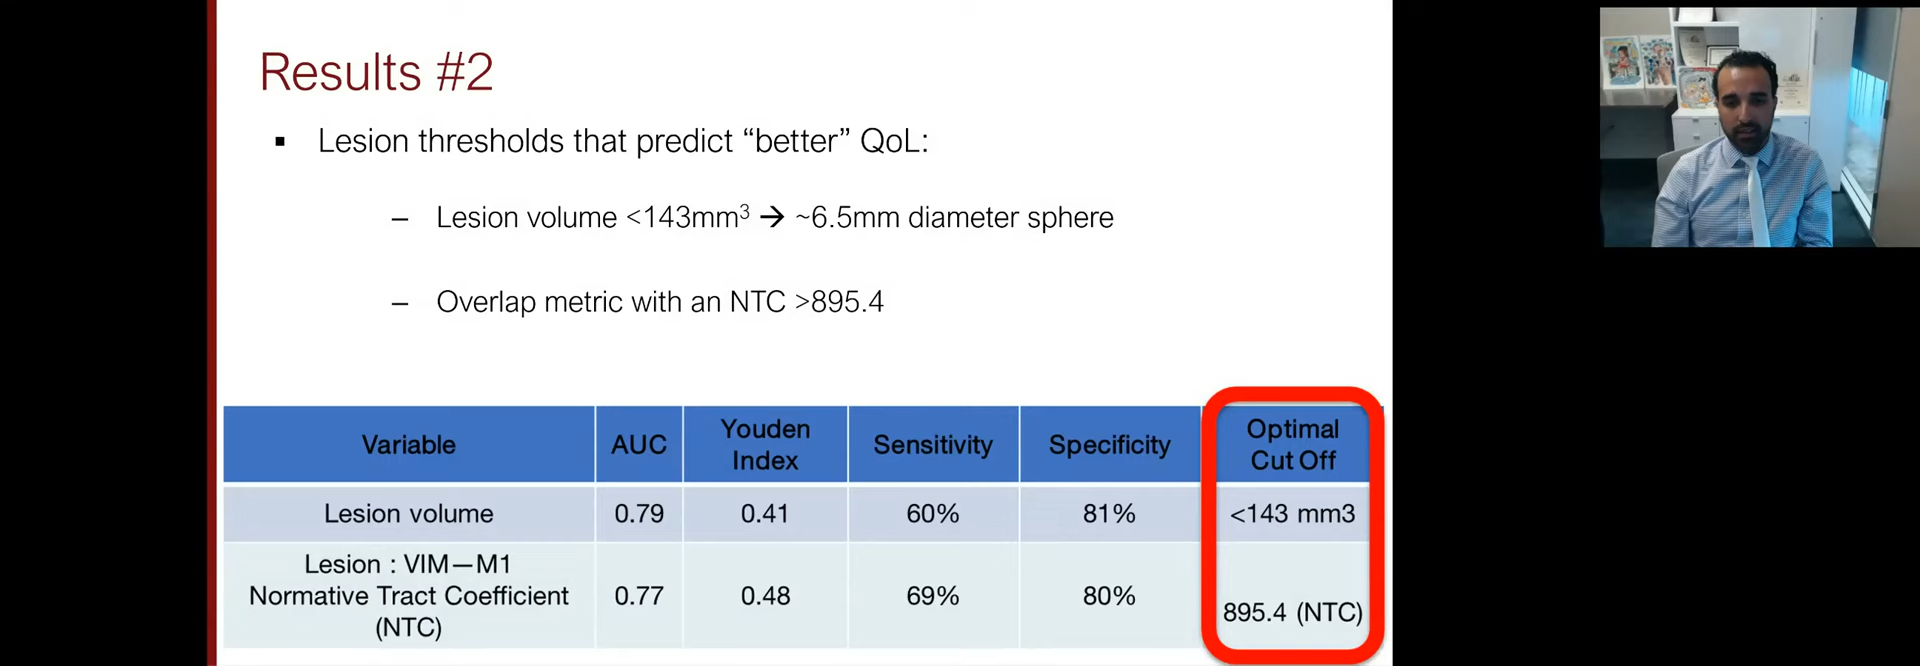 Results #2
▪ Lesion thresholds that predict “better” QoL:
– Lesion volume <143mm³ → ~6.5mm diameter sphere
– Overlap metric with an NTC >895.4
Variable AUC Youden Index Sensitivity Specificity Optimal Cut Off
Lesion volume 0.79 0.41 60% 81% <143 mm3
Lesion : VIM—M1 Normative Tract Coefficient (NTC) 0.77 0.48 69% 80% 895.4 (NTC)